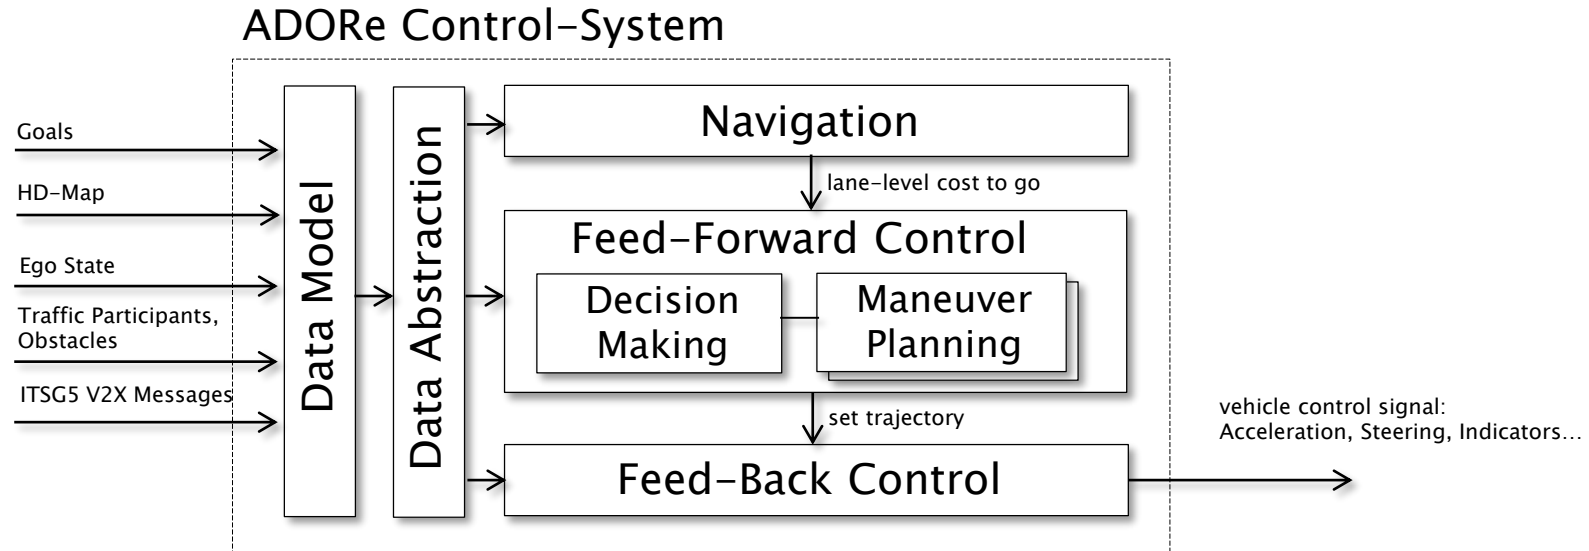 ADORe Control-System
Goals
HD-Map
Ego State
Traffic Participants,
Obstacles
ITSG5 V2X Messages
Data Model
Data Abstraction
Navigation
lane-level cost to go
Feed-Forward Control
Decision
Making
Maneuver
Planning
set trajectory
Feed-Back Control
vehicle control signal:
Acceleration, Steering, Indicators…